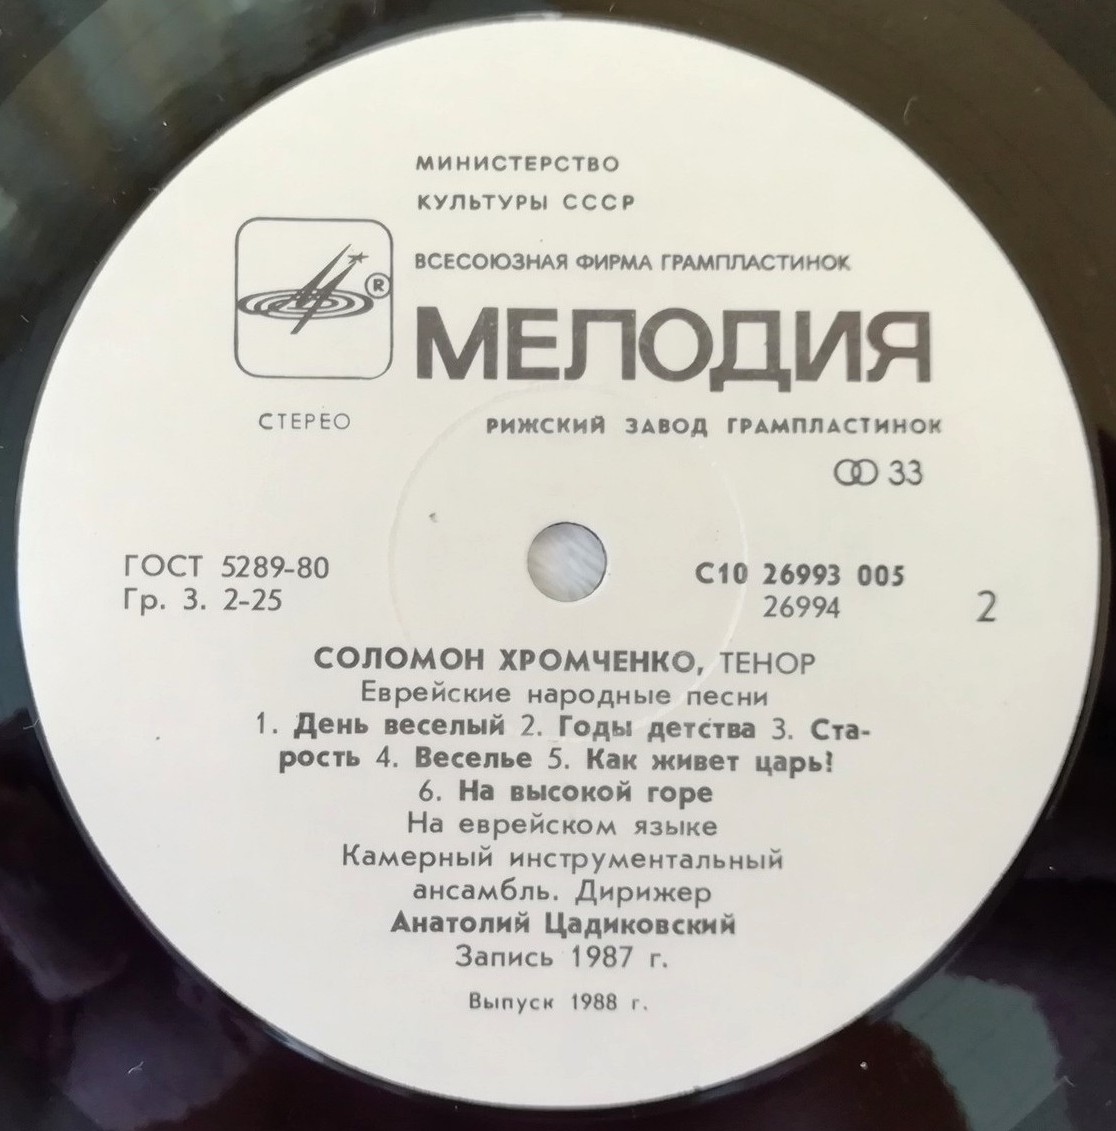 МИНИСТЕРСТВО
КУЛЬТУРЫ СССР
ВСЕСОЮЗНАЯ ФИРМА ГРАМПЛАСТИНОК
®
МЕЛОДИЯ
СТЕРЕО
РИЖСКИЙ ЗАВОД ГРАМПЛАСТИНОК
33
ГОСТ 5289-80
Гр. 3. 2-25
С10 26993 005
26994
2
СОЛОМОН ХРОМЧЕНКО, ТЕНОР
Еврейские народные песни
1. День веселый 2. Годы детства 3. Ста-
рость 4. Веселье 5. Как живет царь?
6. На высокой горе
На еврейском языке
Камерный инструментальный
ансамбль. Дирижер
Анатолий Цадиковский
Запись 1987 г.
Выпуск 1988 г.